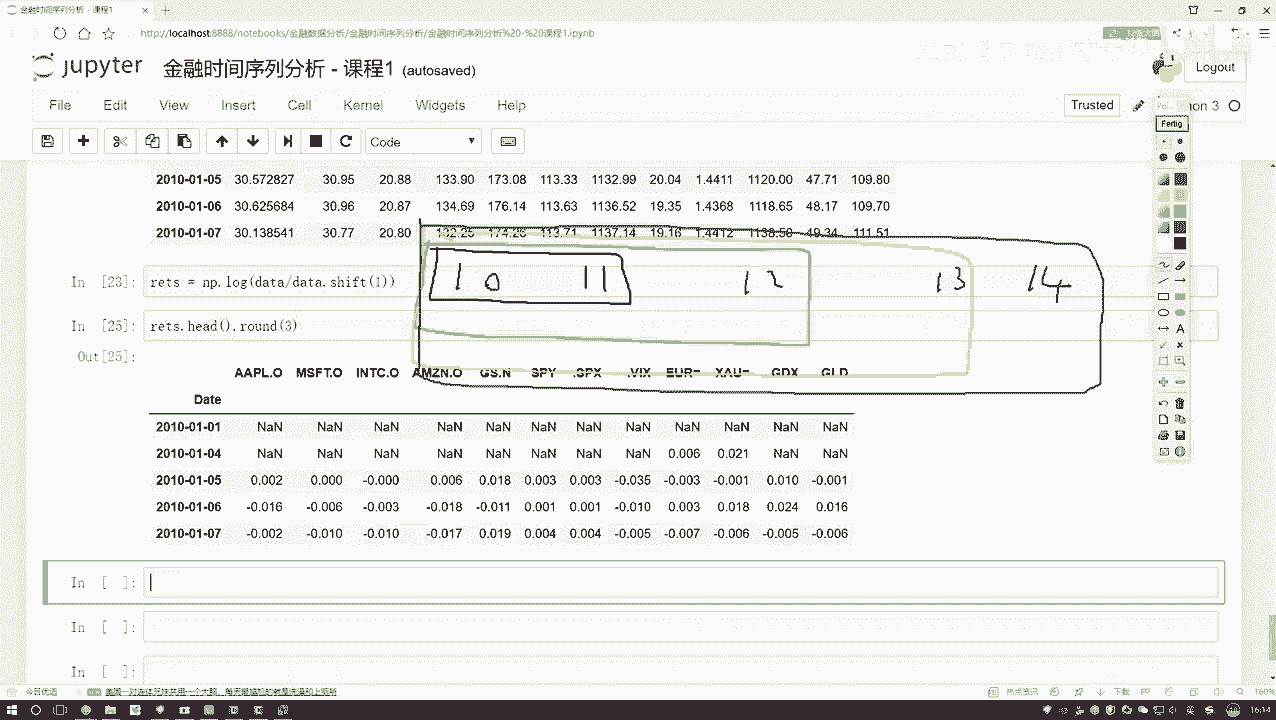 金融时间序列分析 - 课程1
http://localhost:8888/notebooks/金融数据分析/金融时间序列分析/金融时间序列分析%20-%20课程1.ipynb
jupyter 金融时间序列分析 - 课程1 (autosaved)
Logout
File Edit View Insert Cell Kernel Widgets Help
Trusted
on 3
Fertig
Code
2010-01-05 30.572827 30.95 20.88 133.90 173.08 113.33 1132.99 20.04 1.4411 1120.00 47.71 109.80
2010-01-06 30.625684 30.96 20.87 134.69 176.14 113.63 1136.52 19.35 1.4368 1118.65 48.17 109.70
2010-01-07 30.138541 30.77 20.80 132.25 174.26 113.71 1137.14 19.16 1.4412 1138.50 49.34 111.51
In [23]: rets = np.log(data/data.shift(1))
10 11 12 13 14
In [25]: rets.head().round(3)
Out[25]:
AAPL.O MSFT.O INTC.O AMZN.O GS.N SPY .SPX .VIX EUR= XAU= GDX GLD
Date
2010-01-01 NaN NaN NaN NaN NaN NaN NaN NaN NaN NaN NaN NaN
2010-01-04 NaN NaN NaN NaN NaN NaN NaN NaN 0.006 0.021 NaN NaN
2010-01-05 0.002 0.000 -0.000 0.006 0.018 0.003 0.003 -0.035 -0.003 -0.001 0.010 -0.001
2010-01-06 -0.016 -0.006 -0.003 -0.018 -0.011 0.001 0.001 -0.010 0.003 0.018 0.024 0.016
2010-01-07 -0.002 -0.010 -0.010 -0.017 0.019 0.004 0.004 -0.005 -0.007 -0.006 -0.005 -0.006
In [ ]:
In [ ]:
In [ ]:
今日优选
热点资讯 下载 160%
16:14